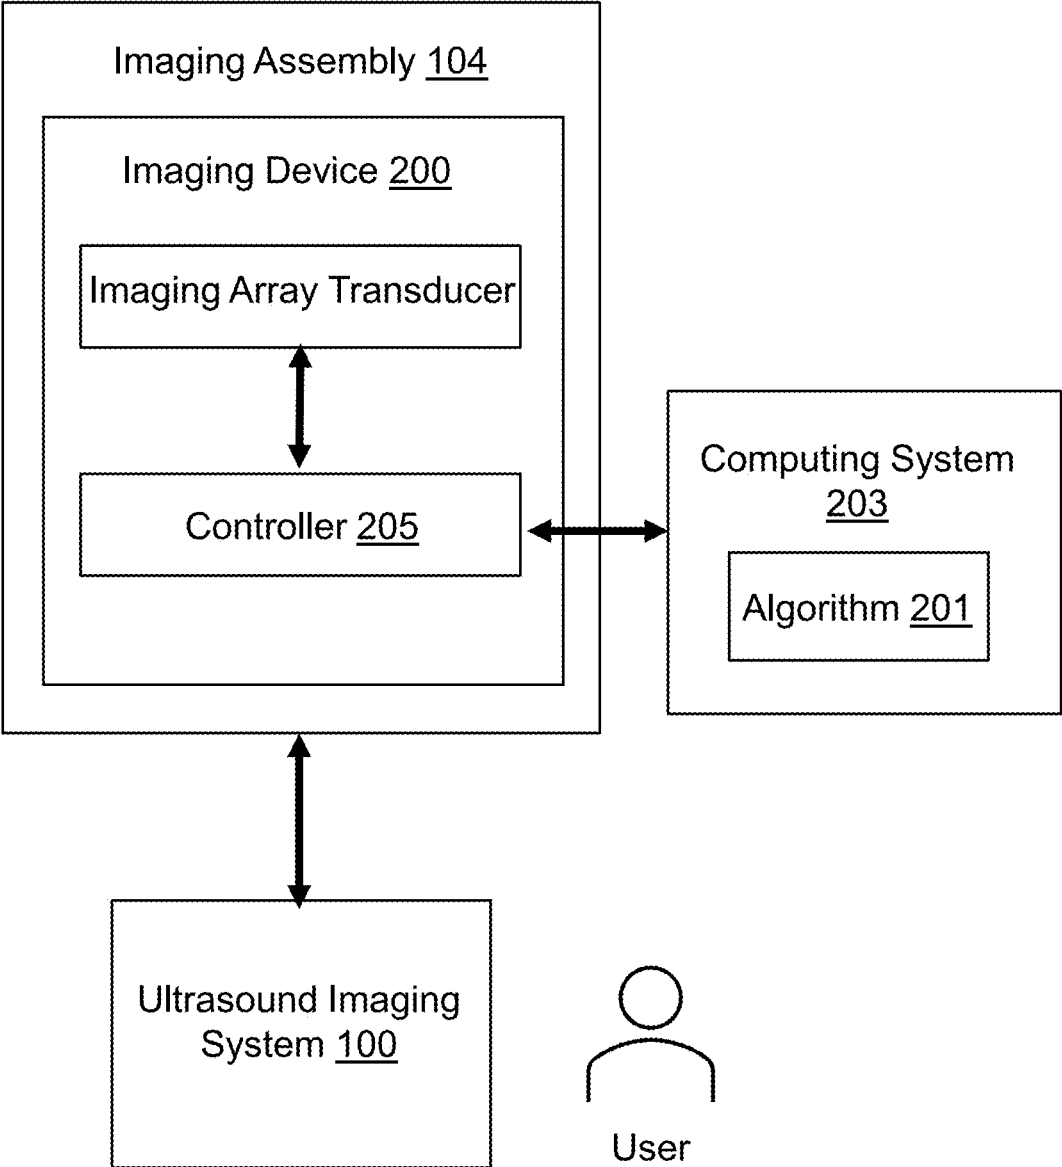 Imaging Assembly 104
Imaging Device 200
Imaging Array Transducer
Controller 205
Computing System
203
Algorithm 201
Ultrasound Imaging
System 100
User